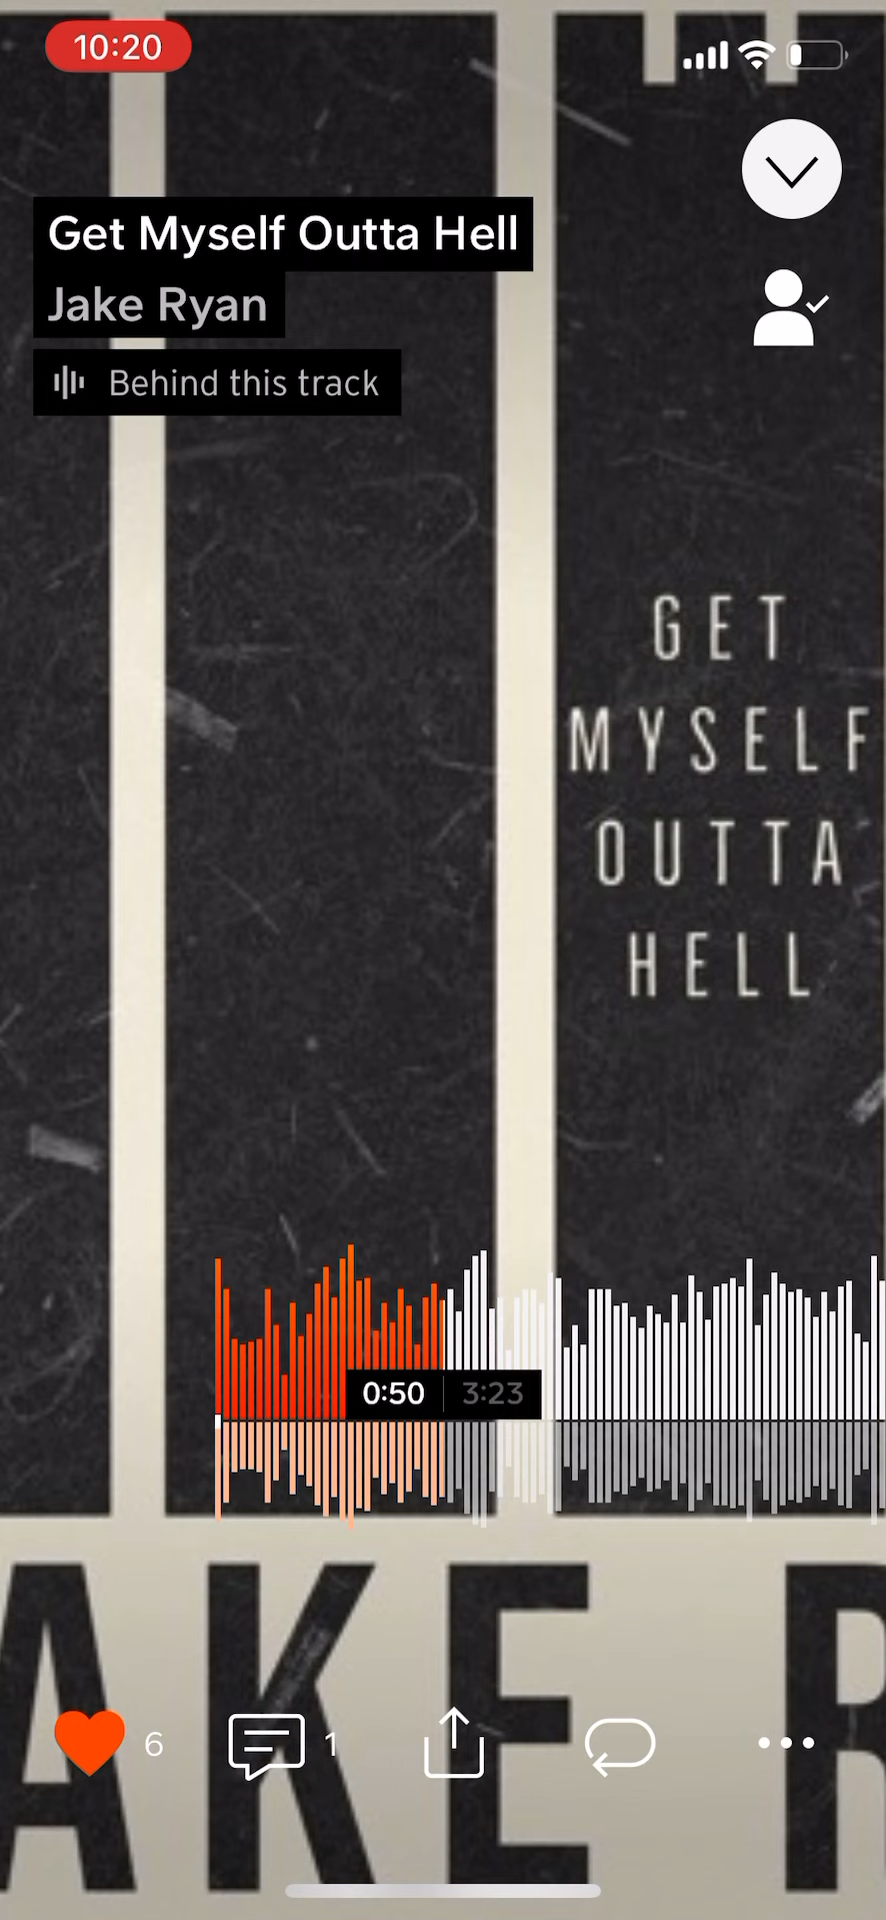 10:20
Get Myself Outta Hell
Jake Ryan
Behind this track
GET
MYSELF
OUTTA
HELL
0:50 3:23
AKE R
6 1